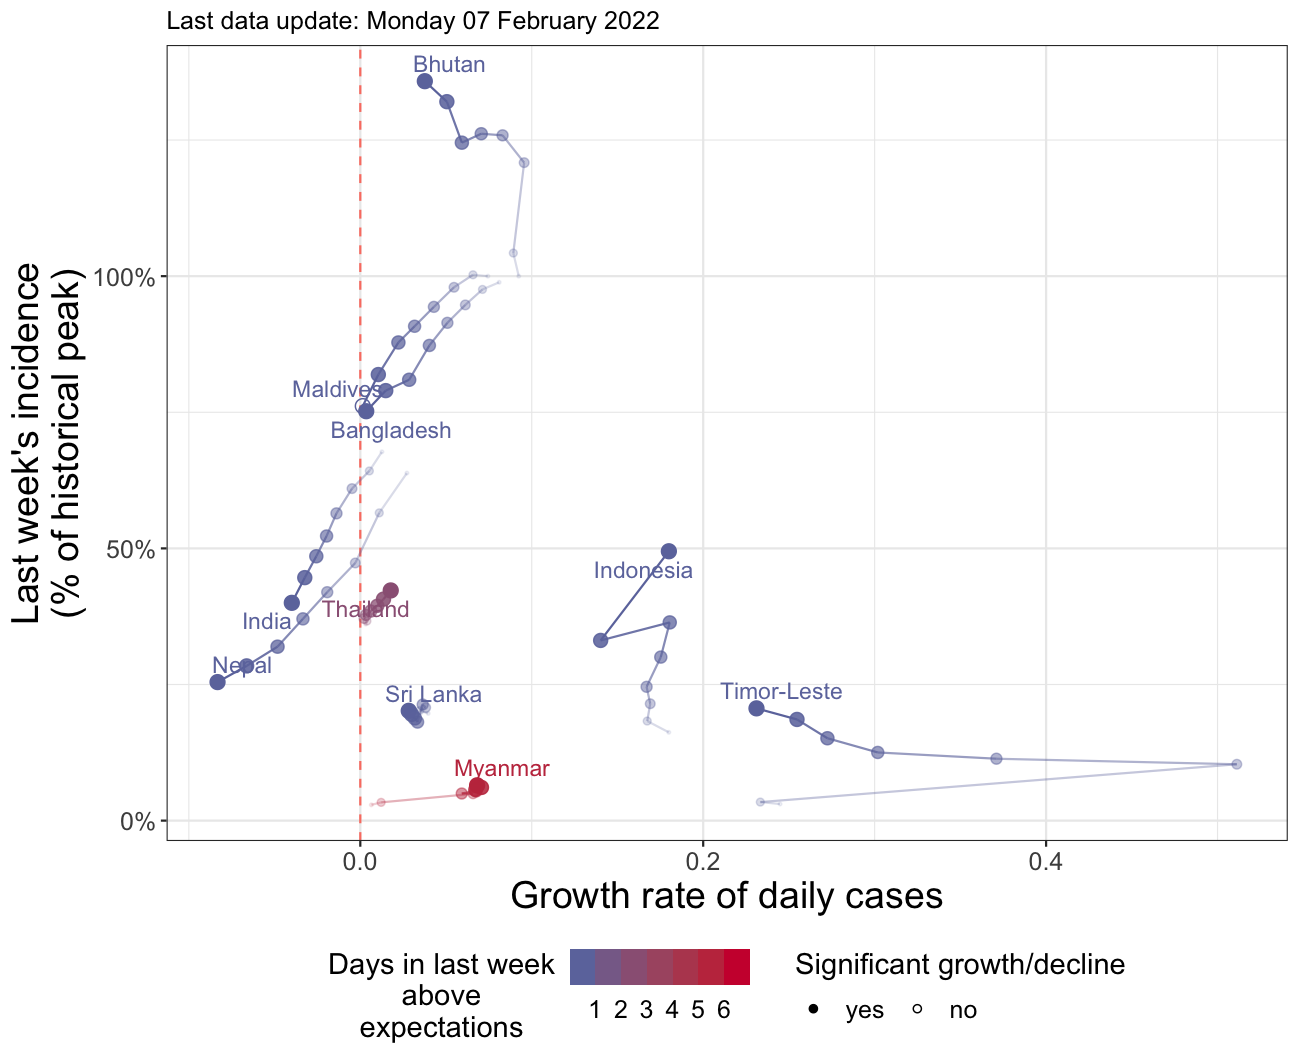 Last data update: Monday 07 February 2022
Last week's incidence
(% of historical peak)
100%
50%
0%
Bhutan
Maldives
Bangladesh
Indonesia
Thailand
India
Nepal
Sri Lanka
Timor-Leste
Myanmar
0.0 0.2 0.4
Growth rate of daily cases
Days in last week
above
expectations
1 2 3 4 5 6
Significant growth/decline
yes no